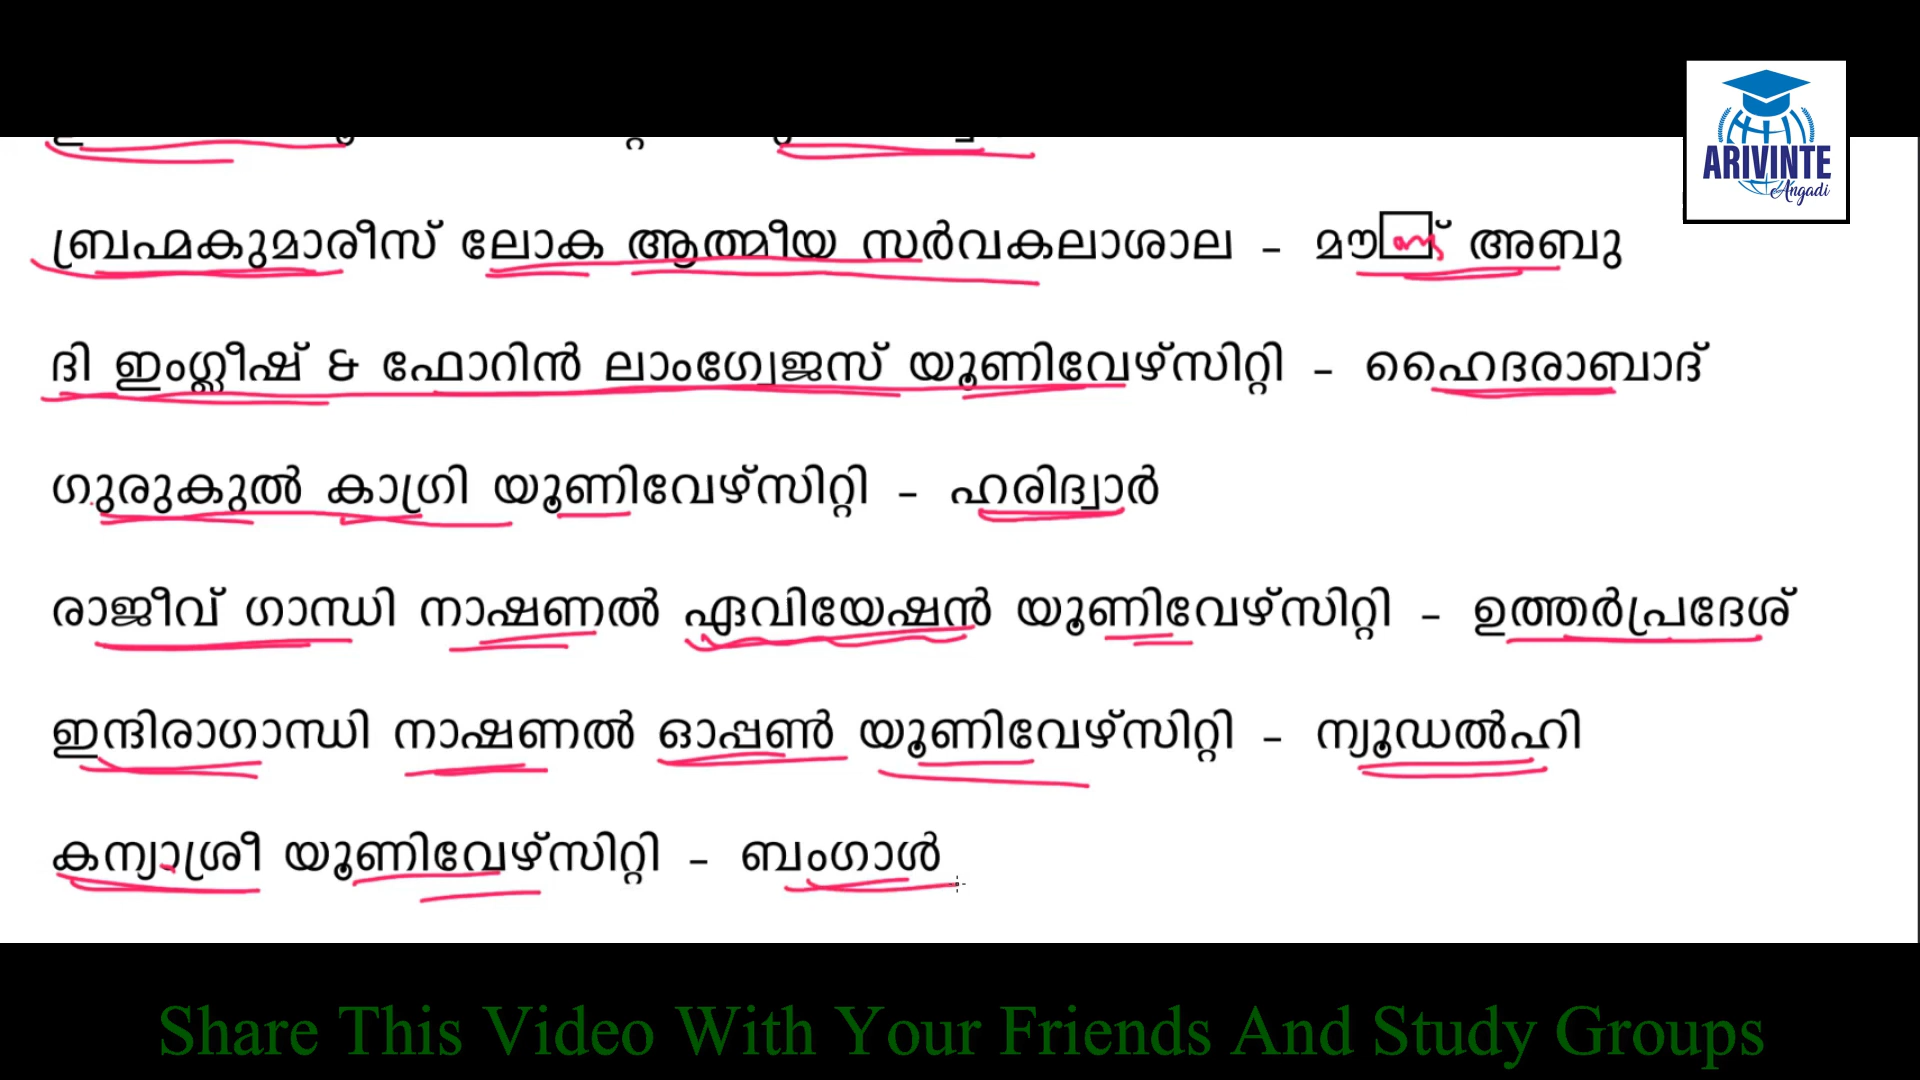 ARIVINTE
Angadi
ബ്രഹ്മകുമാരീസ് ലോക ആത്മീയ സർവകലാശാല - മൗണ്ട് അബു
ദി ഇംഗ്ലീഷ് & ഫോറിൻ ലാംഗ്വേജസ് യൂണിവേഴ്സിറ്റി - ഹൈദരാബാദ്
ഗുരുകുൽ കാഗ്രി യൂണിവേഴ്സിറ്റി - ഹരിദ്വാർ
രാജീവ് ഗാന്ധി നാഷണൽ ഏവിയേഷൻ യൂണിവേഴ്സിറ്റി - ഉത്തർപ്രദേശ്
ഇന്ദിരാഗാന്ധി നാഷണൽ ഓപ്പൺ യൂണിവേഴ്സിറ്റി - ന്യൂഡൽഹി
കന്യാശ്രീ യൂണിവേഴ്സിറ്റി - ബംഗാൾ
Share This Video With Your Friends And Study Groups